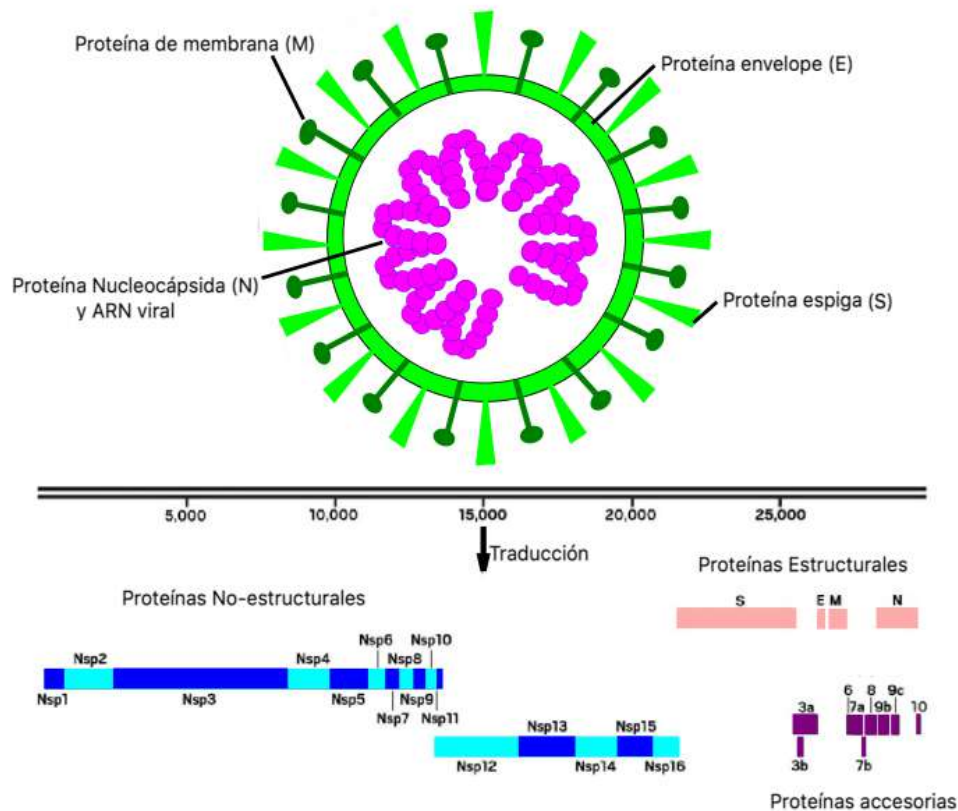 Proteína de membrana (M)
Proteína envelope (E)
Proteína Nucleocápsida (N)
y ARN viral
Proteína espiga (S)
5,000 10,000 15,000 20,000 25,000
Traducción
Proteínas Estructurales
Proteínas No-estructurales
S E M N
Nsp6 Nsp10
Nsp2 Nsp4 Nsp8
Nsp1 Nsp3 Nsp5 Nsp9
Nsp7 Nsp11
6 8 9c
3a 7a 9b 10
Nsp13 Nsp15
Nsp12 Nsp14 Nsp16
3b 7b
Proteínas accesorias